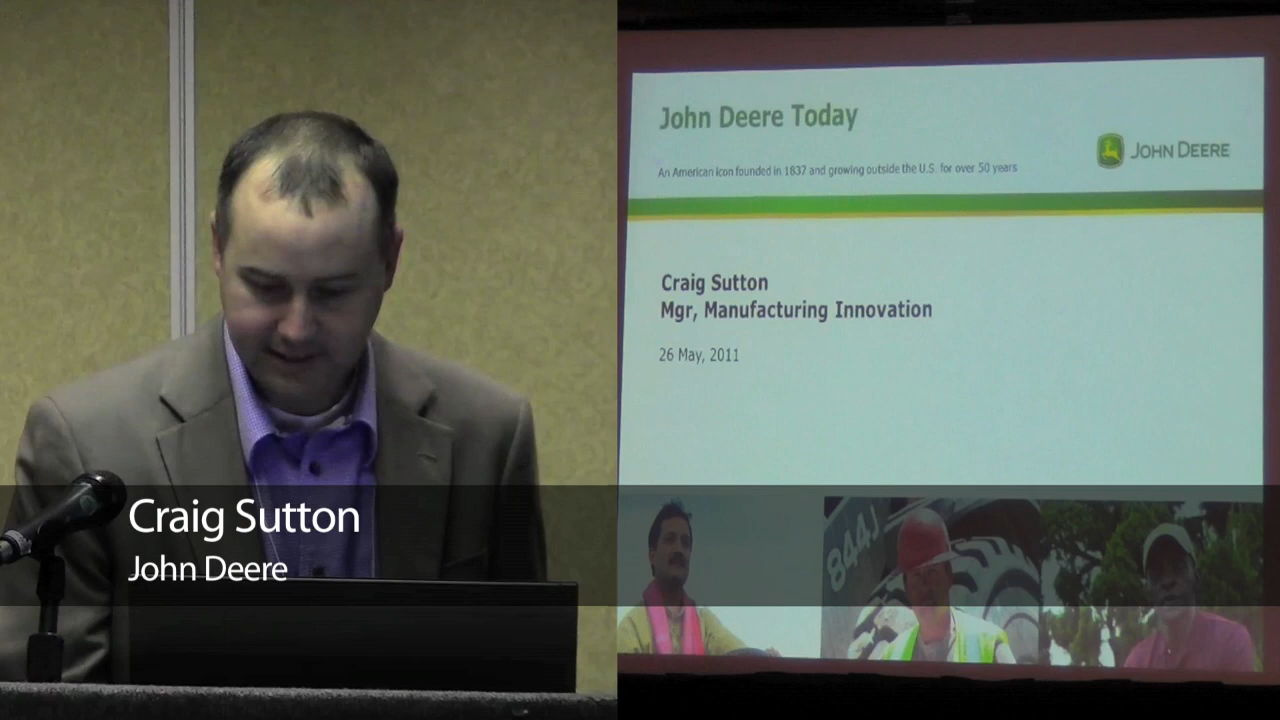 John Deere Today
JOHN DEERE
An American icon founded in 1837 and growing outside the U.S. for over 50 years
Craig Sutton
Mgr, Manufacturing Innovation
26 May, 2011
844J
Craig Sutton
John Deere